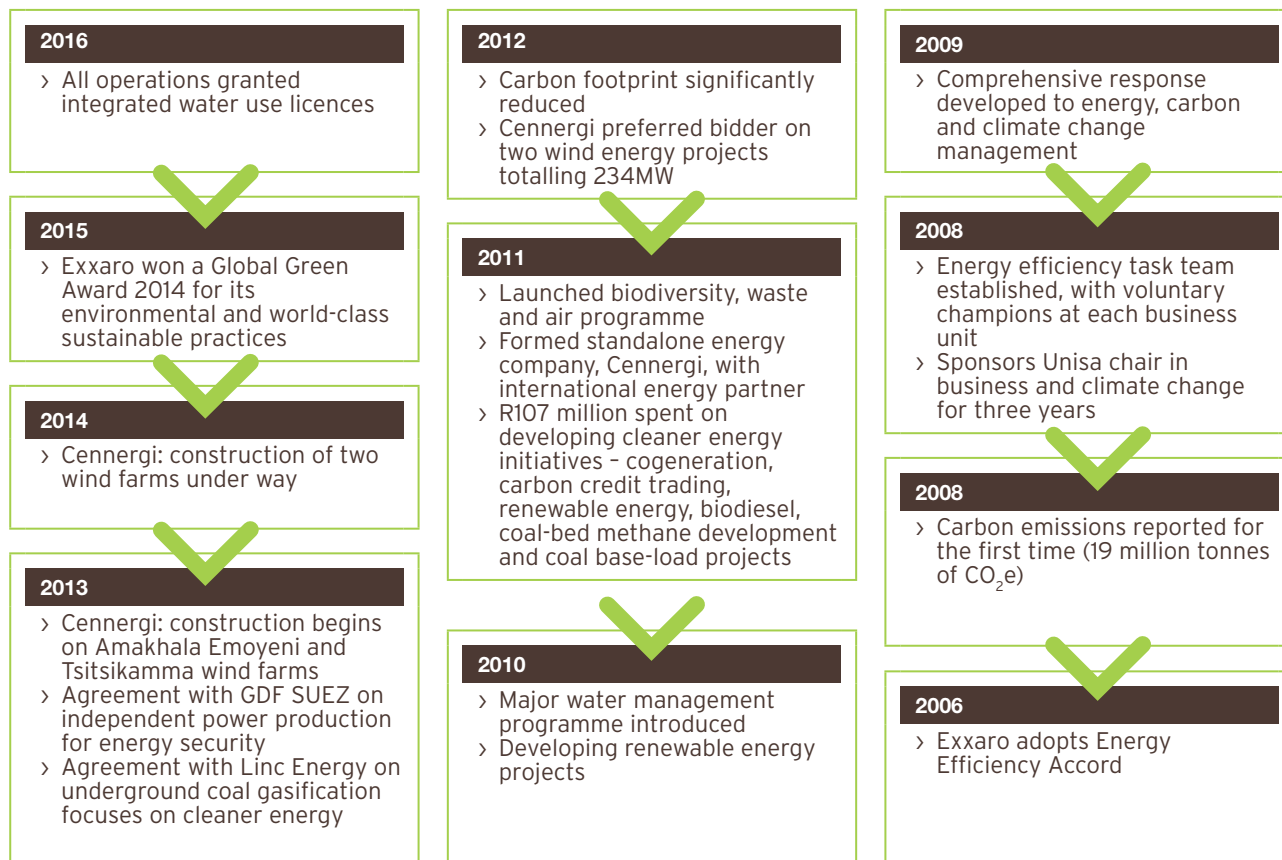 2016
› All operations granted
integrated water use licences
2015
› Exxaro won a Global Green
Award 2014 for its
environmental and world-class
sustainable practices
2014
› Cennergi: construction of two
wind farms under way
2013
› Cennergi: construction begins
on Amakhala Emoyeni and
Tsitsikamma wind farms
› Agreement with GDF SUEZ on
independent power production
for energy security
› Agreement with Linc Energy on
underground coal gasification
focuses on cleaner energy
2012
› Carbon footprint significantly
reduced
› Cennergi preferred bidder on
two wind energy projects
totalling 234MW
2011
› Launched biodiversity, waste
and air programme
› Formed standalone energy
company, Cennergi, with
international energy partner
› R107 million spent on
developing cleaner energy
initiatives – cogeneration,
carbon credit trading,
renewable energy, biodiesel,
coal-bed methane development
and coal base-load projects
2010
› Major water management
programme introduced
› Developing renewable energy
projects
2009
› Comprehensive response
developed to energy, carbon
and climate change
management
2008
› Energy efficiency task team
established, with voluntary
champions at each business
unit
› Sponsors Unisa chair in
business and climate change
for three years
2008
› Carbon emissions reported for
the first time (19 million tonnes
of CO₂e)
2006
› Exxaro adopts Energy
Efficiency Accord